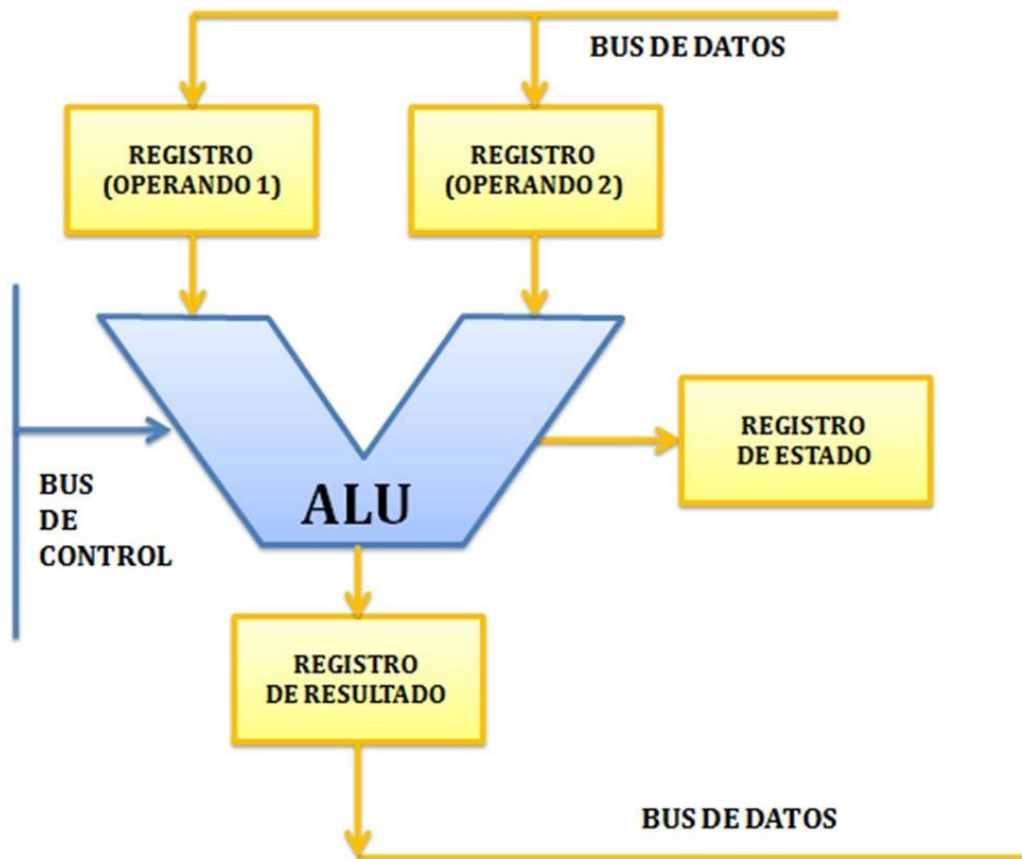 BUS DE DATOS
REGISTRO
(OPERANDO 1)
REGISTRO
(OPERANDO 2)
REGISTRO
DE ESTADO
BUS
DE
CONTROL
ALU
REGISTRO
DE RESULTADO
BUS DE DATOS